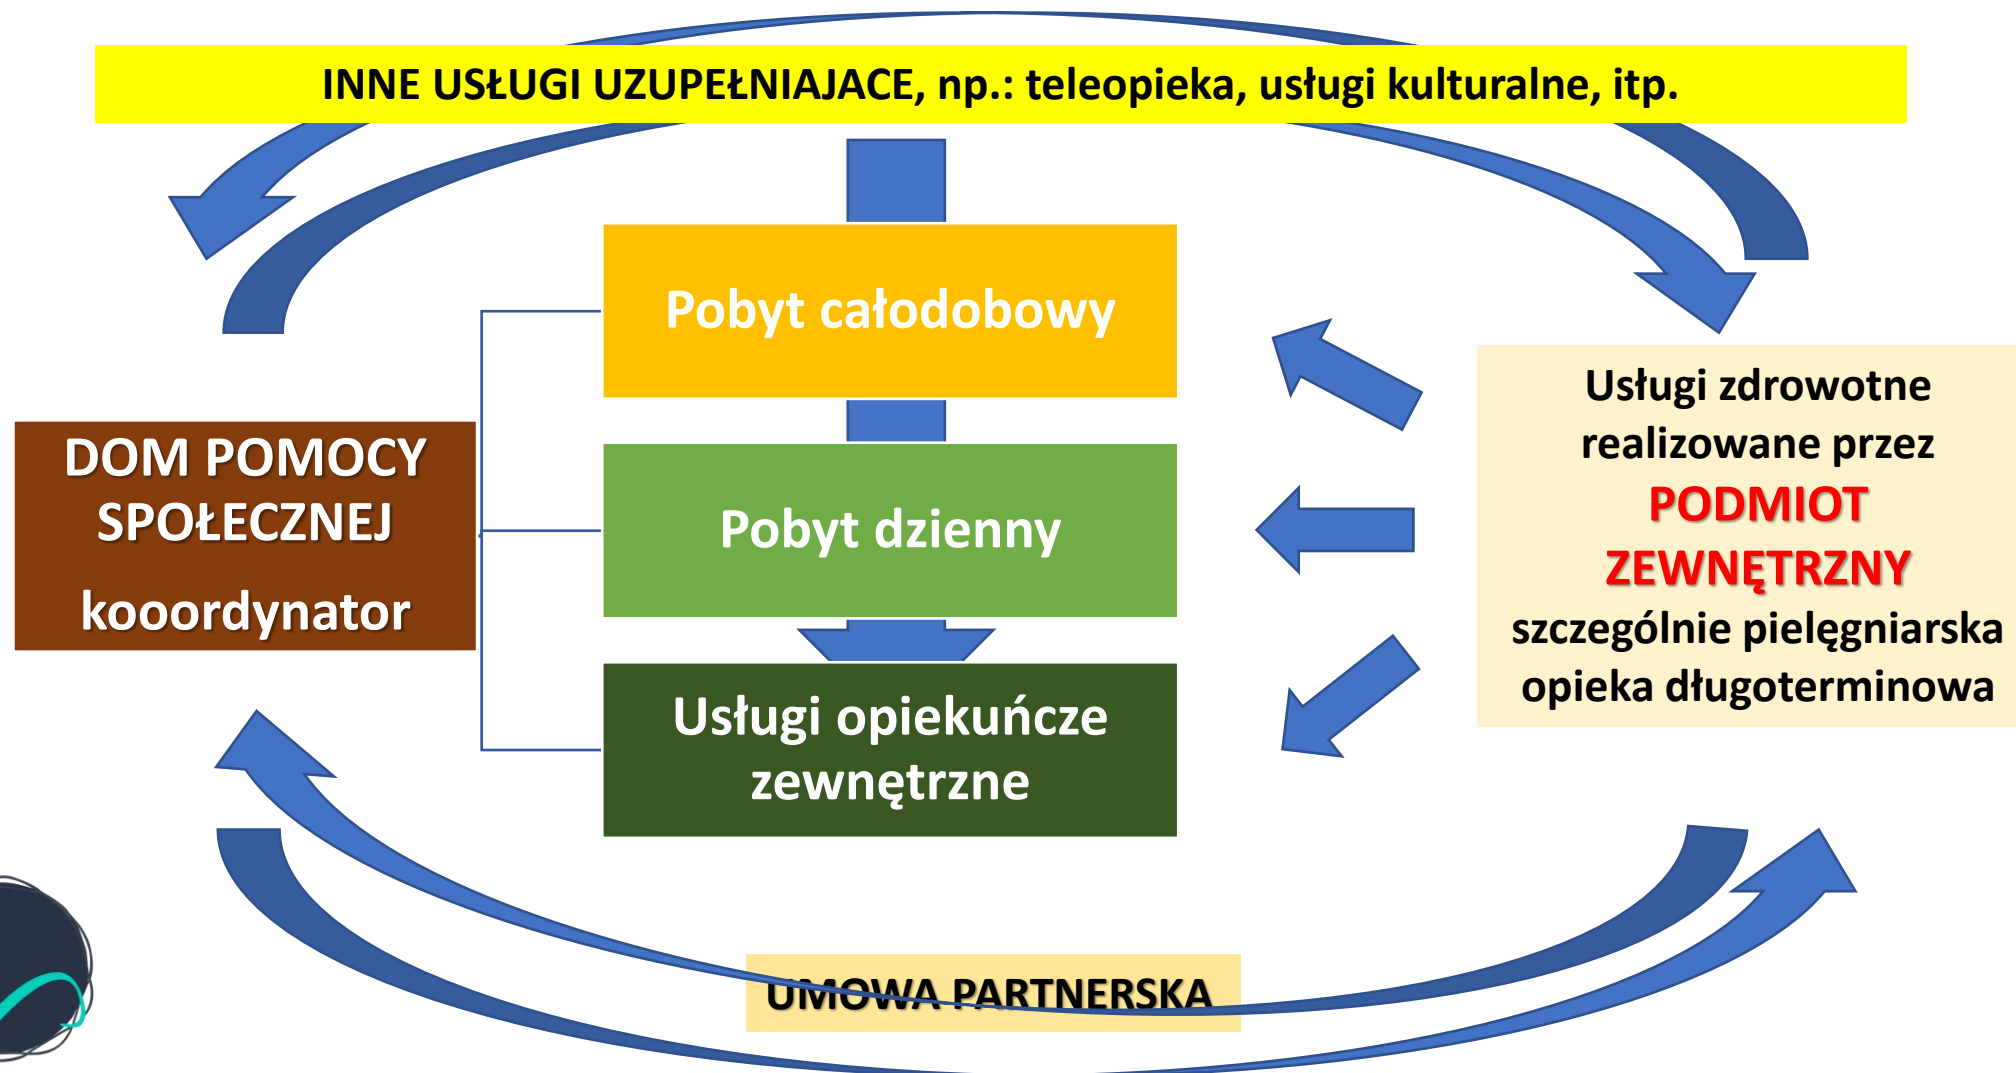 INNE USŁUGI UZUPEŁNIAJACE, np.: teleopieka, usługi kulturalne, itp.
Pobyt całodobowy
DOM POMOCY
SPOŁECZNEJ
kooordynator
Pobyt dzienny
Usługi opiekuńcze
zewnętrzne
Usługi zdrowotne
realizowane przez
PODMIOT
ZEWNĘTRZNY
szczególnie pielęgniarska
opieka długoterminowa
UMOWA PARTNERSKA